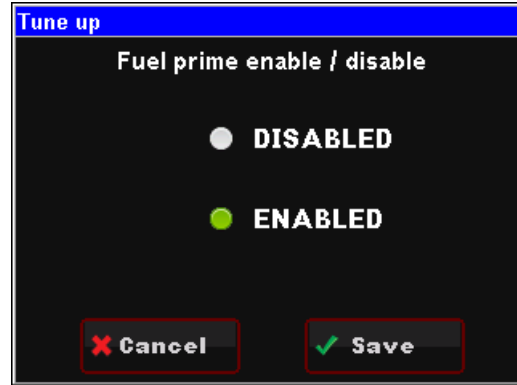 Tune up
Fuel prime enable / disable
DISABLED
ENABLED
Cancel
Save